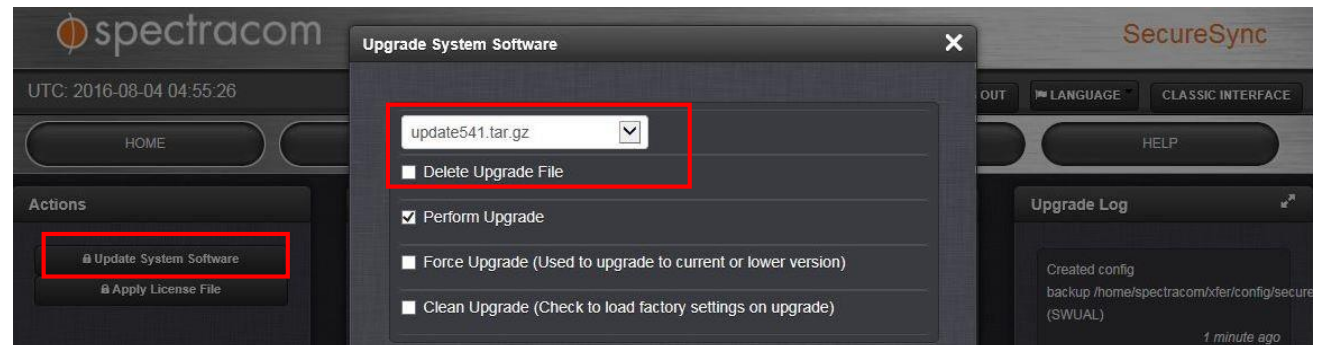 spectracom
Upgrade System Software
SecureSync
UTC: 2016-08-04 04:55:26
OUT
LANGUAGE
CLASSIC INTERFACE
update541.tar.gz
HOME
HELP
Delete Upgrade File
Actions
Perform Upgrade
Upgrade Log
Update System Software
Force Upgrade (Used to upgrade to current or lower version)
Created config
Apply License File
backup /home/spectracom/xfer/config/secure
Clean Upgrade (Check to load factory settings on upgrade)
(SWUAL)
1 minute ago